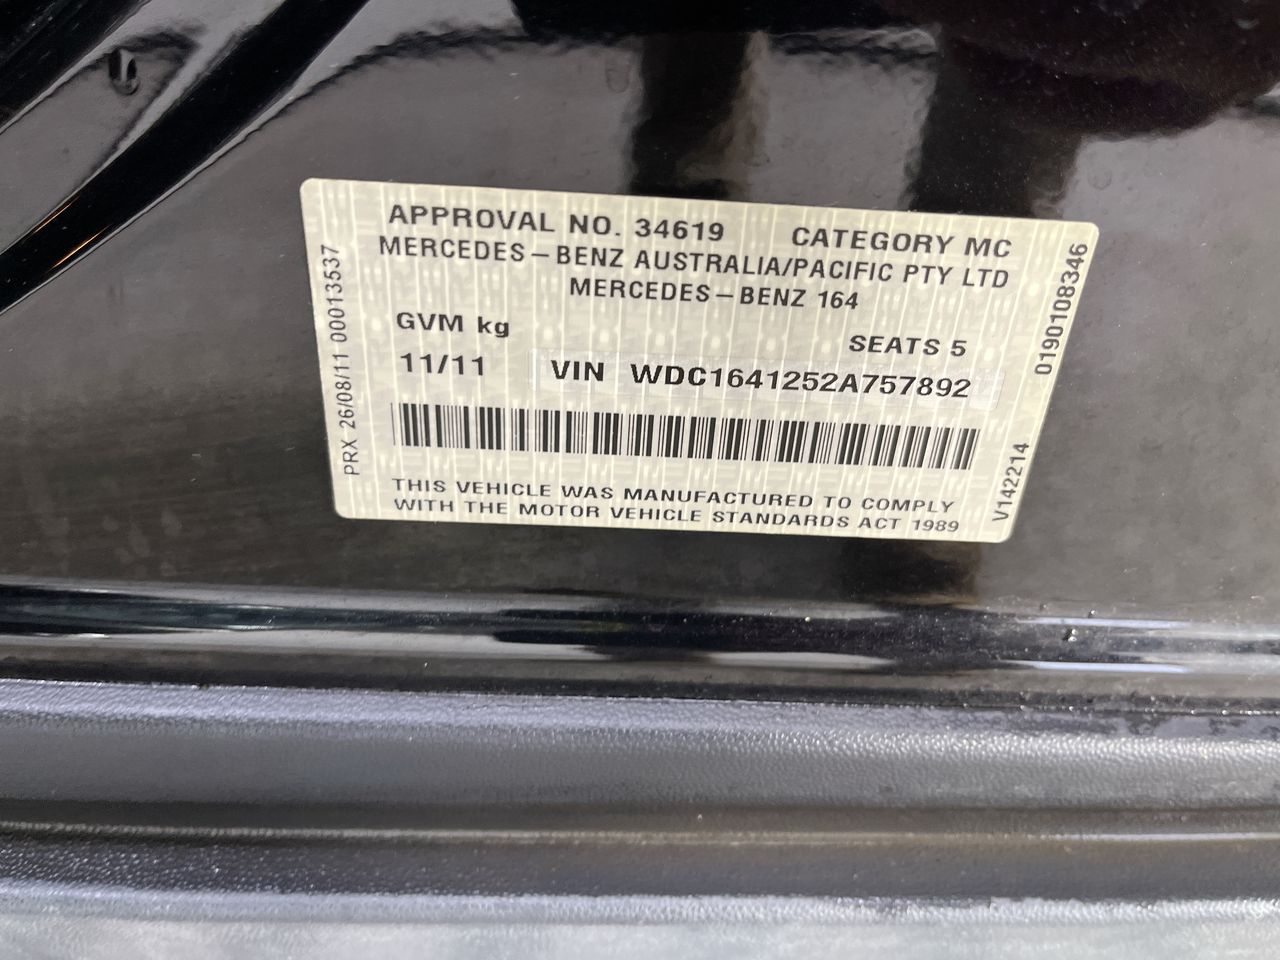 APPROVAL NO. 34619 CATEGORY MC
MERCEDES-BENZ AUSTRALIA/PACIFIC PTY LTD
MERCEDES-BENZ 164
GVM kg
SEATS 5
11/11 VIN WDC1641252A757892
THIS VEHICLE WAS MANUFACTURED TO COMPLY
WITH THE MOTOR VEHICLE STANDARDS ACT 1989
PRX 26/08/11 00013537
0190108346
V142214